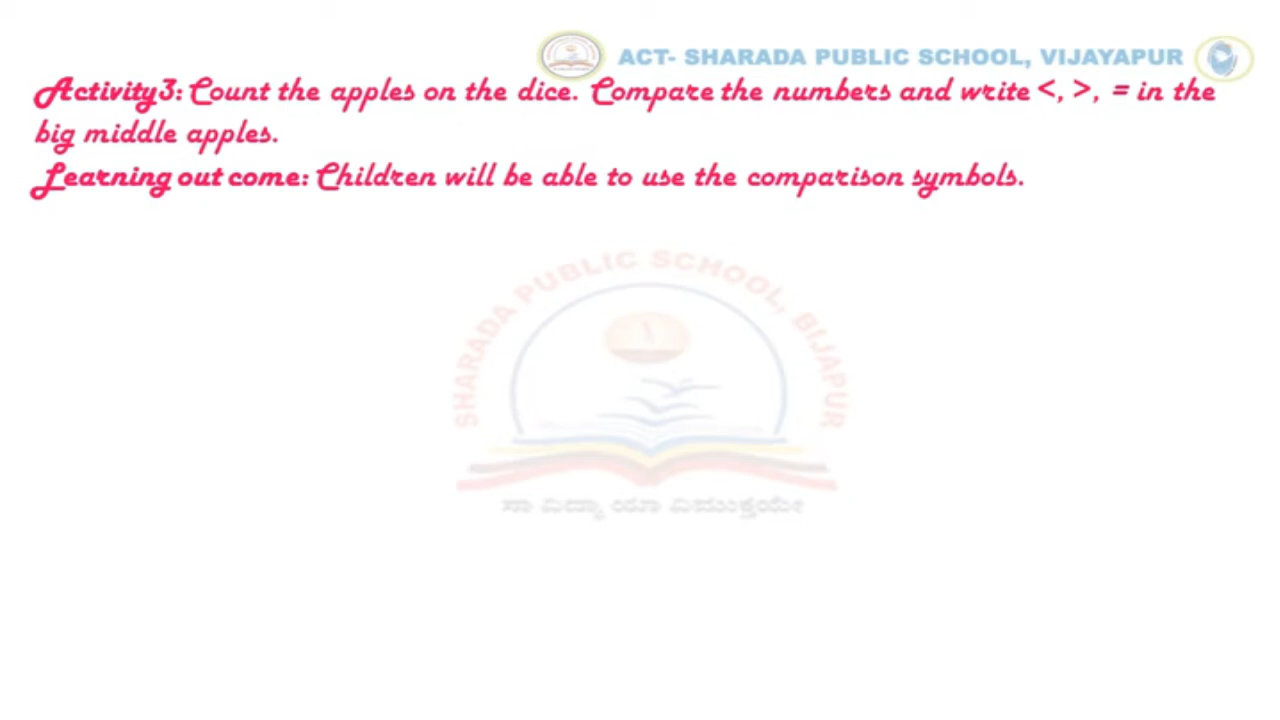 ACT- SHARADA PUBLIC SCHOOL, VIJAYAPUR
Activity3: Count the apples on the dice. Compare the numbers and write <, >, = in the
big middle apples.
Learning out come: Children will be able to use the comparison symbols.
SHARADA PUBLIC SCHOOL, BIJAPUR
ಸಾ ವಿದ್ಯಾ ಯಾ ವಿಮುಕ್ತಯೇ